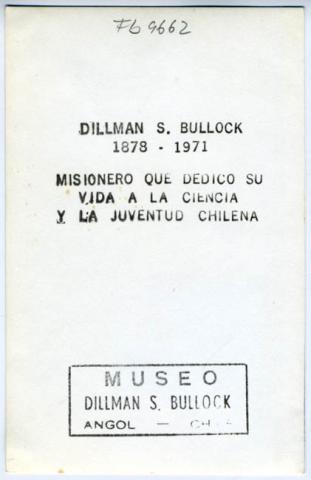 Fb 9662
DILLMAN S. BULLOCK
1878 - 1971
MISIONERO QUE DEDICO SU
VIDA A LA CIENCIA
Y LA JUVENTUD CHILENA
MUSEO
DILLMAN S. BULLOCK
ANGOL —